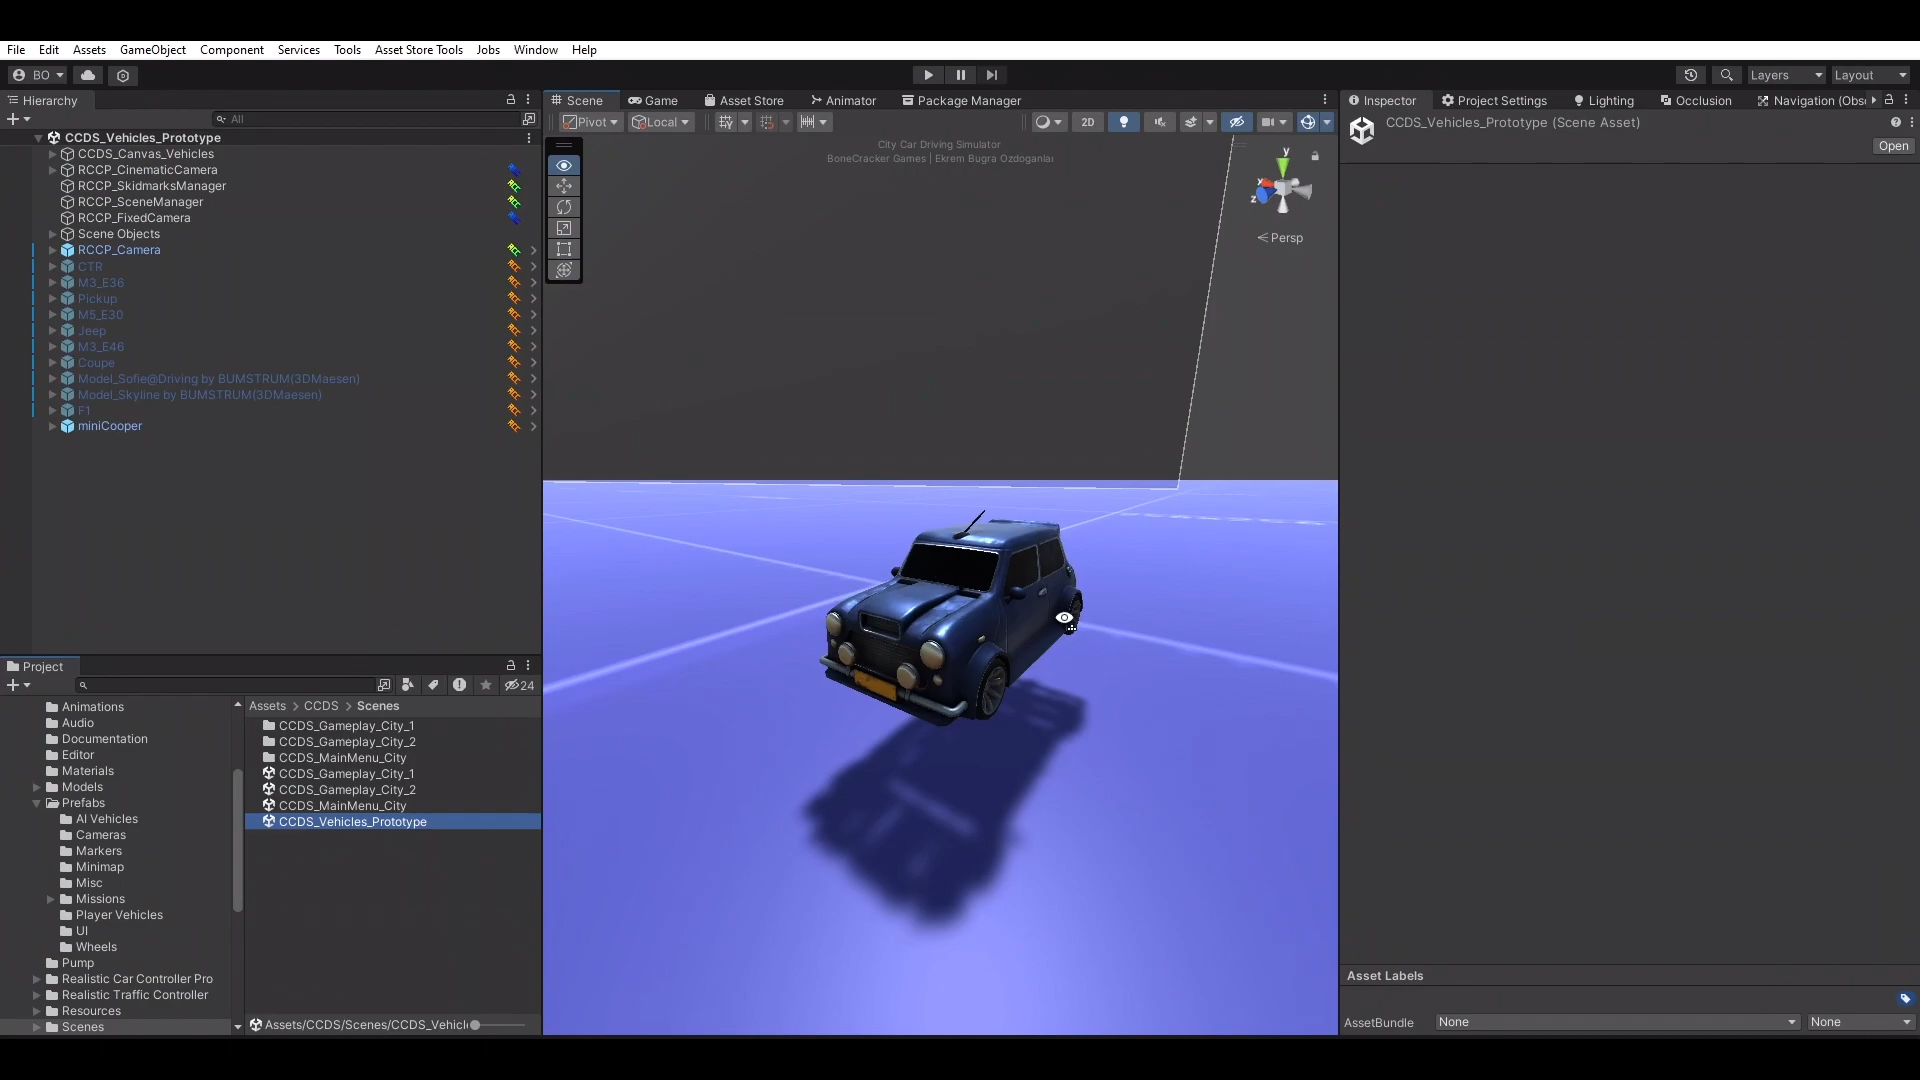 File Edit Assets GameObject Component Services Tools Asset Store Tools Jobs Window Help
BO
Layers
Layout
Hierarchy
All
CCDS_Vehicles_Prototype
CCDS_Canvas_Vehicles
RCCP_CinematicCamera
RCCP_SkidmarksManager
RCCP_SceneManager
RCCP_FixedCamera
Scene Objects
RCCP_Camera
CTR
M3_E36
Pickup
M5_E30
Jeep
M3_E46
Coupe
Model_Sofie@Driving by BUMSTRUM(3DMaesen)
Model_Skyline by BUMSTRUM(3DMaesen)
F1
miniCooper
Scene Game Asset Store Animator Package Manager
Pivot Local 2D
City Car Driving Simulator
BoneCracker Games | Ekrem Bugra Ozdoganlar
y
x
z
Persp
Inspector Project Settings Lighting Occlusion Navigation (Obs
CCDS_Vehicles_Prototype (Scene Asset)
Open
Project
24
Animations
Audio
Documentation
Editor
Materials
Models
Prefabs
AI Vehicles
Cameras
Markers
Minimap
Misc
Missions
Player Vehicles
UI
Wheels
Pump
Realistic Car Controller Pro
Realistic Traffic Controller
Resources
Scenes
Assets > CCDS > Scenes
CCDS_Gameplay_City_1
CCDS_Gameplay_City_2
CCDS_MainMenu_City
CCDS_Gameplay_City_1
CCDS_Gameplay_City_2
CCDS_MainMenu_City
CCDS_Vehicles_Prototype
Assets/CCDS/Scenes/CCDS_Vehicl
Asset Labels
AssetBundle None None